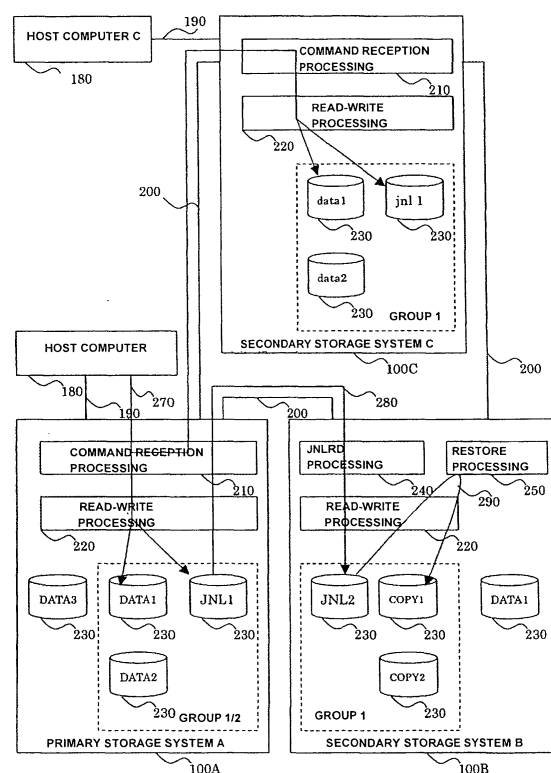 190
HOST COMPUTER C
180
COMMAND RECEPTION
PROCESSING
210
READ-WRITE
PROCESSING
220
200
data1
jnl 1
230
230
data2
230
GROUP 1
SECONDARY STORAGE SYSTEM C
100C
200
HOST COMPUTER
180
190
270
280
200
COMMAND RECEPTION
PROCESSING
210
READ-WRITE
PROCESSING
220
DATA3
DATA1
JNL1
230
230
230
DATA2
230
GROUP 1/2
PRIMARY STORAGE SYSTEM A
100A
JNLRD
PROCESSING
240
RESTORE
PROCESSING
290
250
READ-WRITE
PROCESSING
220
JNL2
COPY1
DATA1
230
230
230
COPY2
GROUP 1
230
SECONDARY STORAGE SYSTEM B
100B